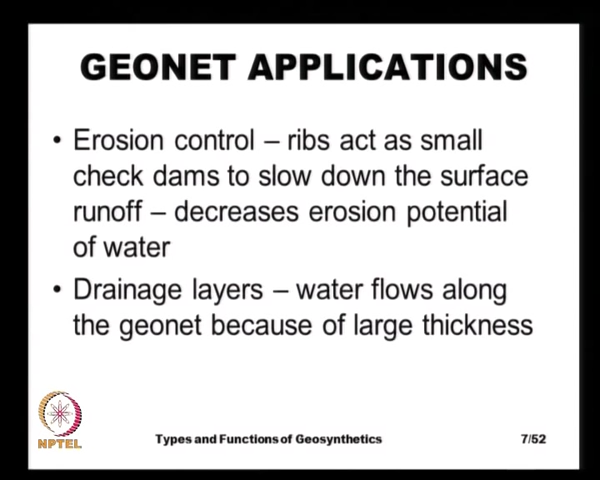 GEONET APPLICATIONS
• Erosion control – ribs act as small
check dams to slow down the surface
runoff – decreases erosion potential
of water
• Drainage layers – water flows along
the geonet because of large thickness
NPTEL
Types and Functions of Geosynthetics
7/52